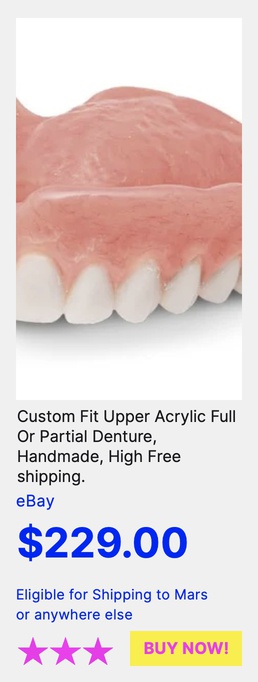 Custom Fit Upper Acrylic Full
Or Partial Denture,
Handmade, High Free
shipping.
eBay
$229.00
Eligible for Shipping to Mars
or anywhere else
BUY NOW!